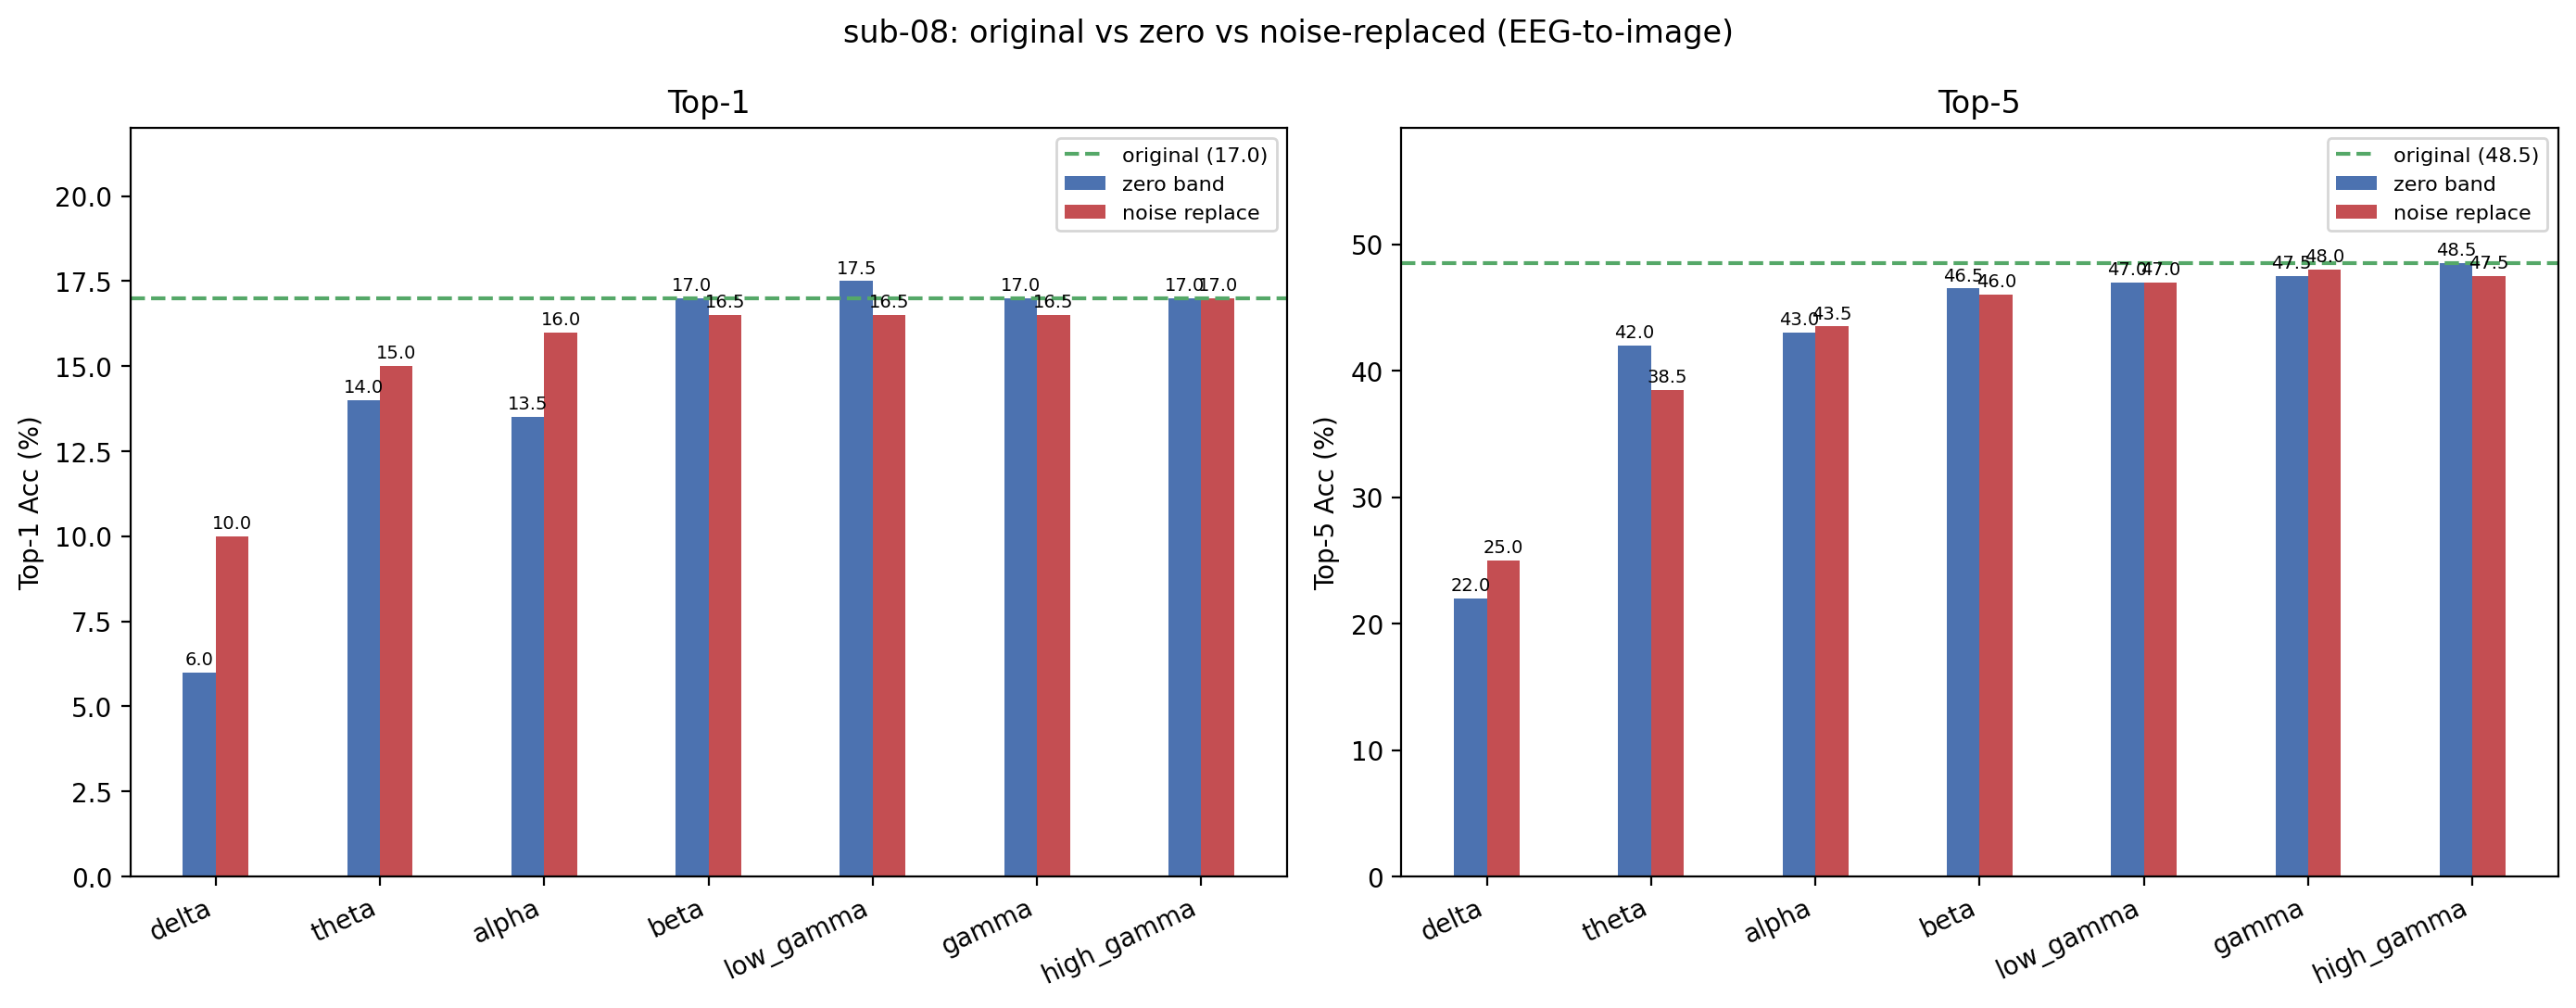 sub-08: original vs zero vs noise-replaced (EEG-to-image)
Top-1
original (17.0)
zero band
noise replace
Top-1 Acc (%)
20.0
17.5
15.0
12.5
10.0
7.5
5.0
2.5
0.0
6.0
10.0
14.0
15.0
13.5
16.0
17.0
16.5
17.5
16.5
17.0
16.5
17.0
17.0
delta
theta
alpha
beta
low_gamma
gamma
high_gamma
Top-5
original (48.5)
zero band
noise replace
Top-5 Acc (%)
50
40
30
20
10
0
22.0
25.0
42.0
38.5
43.0
43.5
46.5
46.0
47.0
47.0
47.5
48.0
48.5
47.5
delta
theta
alpha
beta
low_gamma
gamma
high_gamma